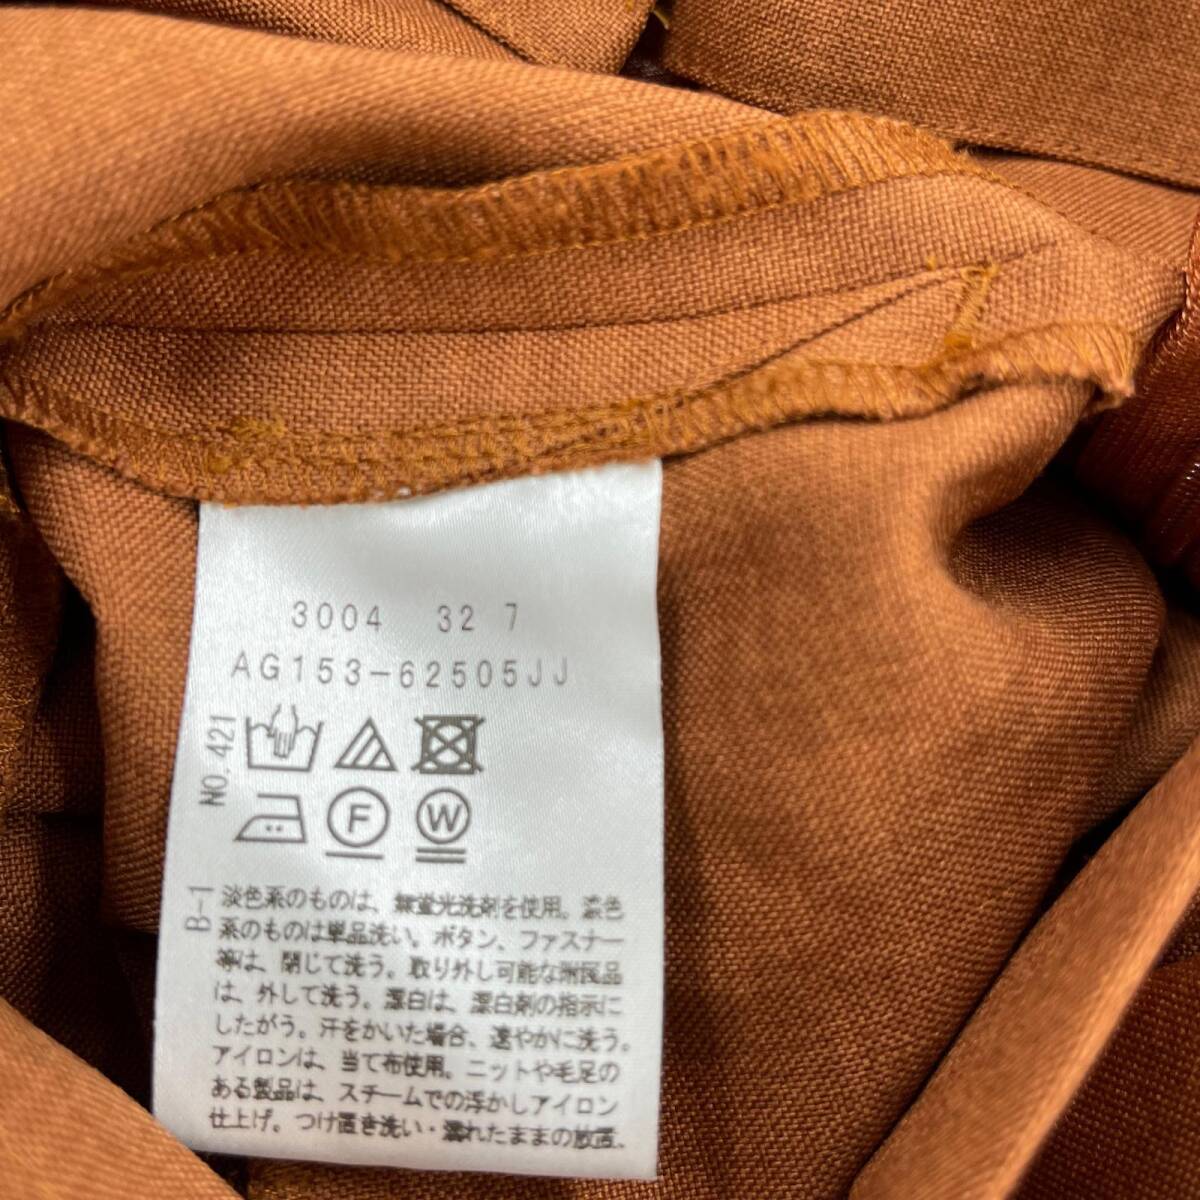 3004 32 7
AG153-62505JJ
NO.421
F
W
B-1
淡色系のものは、無蛍光洗剤を使用。濃色
系のものは単品洗い。ボタン、ファスナー
等は、閉じて洗う。取り外し可能な附属品
は、外して洗う。漂白は、漂白剤の指示に
したがう。汗をかいた場合、速やかに洗う。
アイロンは、当て布使用。ニットや毛足の
ある製品は、スチームでの浮かしアイロン
仕上げ。つけ置き洗い・濡れたままの放置、